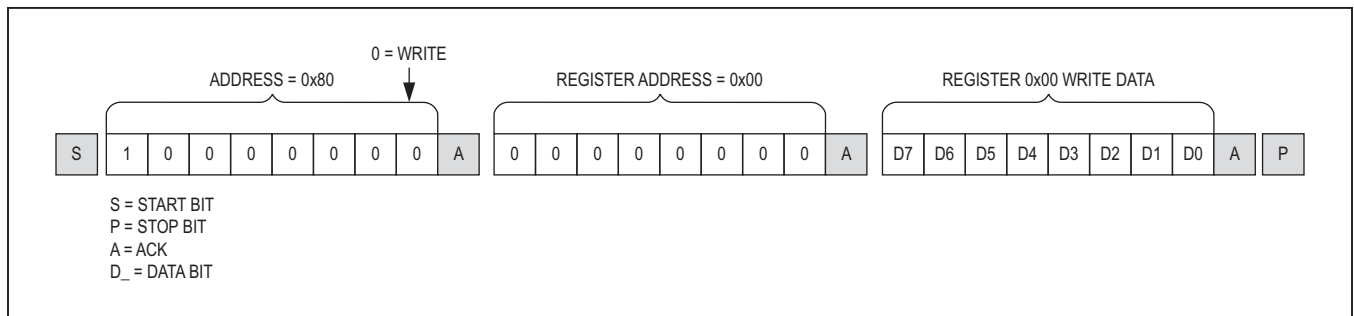 0 = WRITE
ADDRESS = 0x80 REGISTER ADDRESS = 0x00 REGISTER 0x00 WRITE DATA
S 1 0 0 0 0 0 0 0 A 0 0 0 0 0 0 0 0 A D7 D6 D5 D4 D3 D2 D1 D0 A P
S = START BIT
P = STOP BIT
A = ACK
D_ = DATA BIT